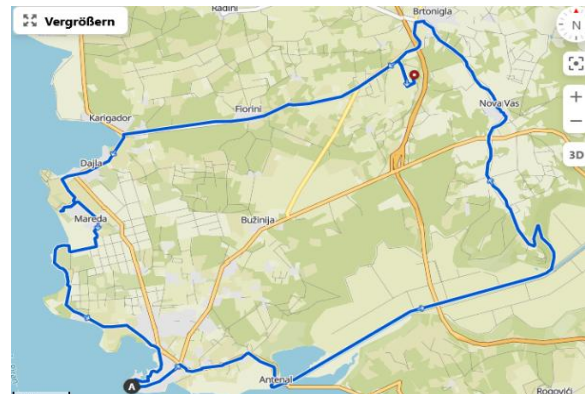 Vergrößern
Radini
Brtonigla
N
Nova Vas
Fiorini
Karigador
3D
Dajla
Mareda
Bužinija
Antenal
A
Rogovići